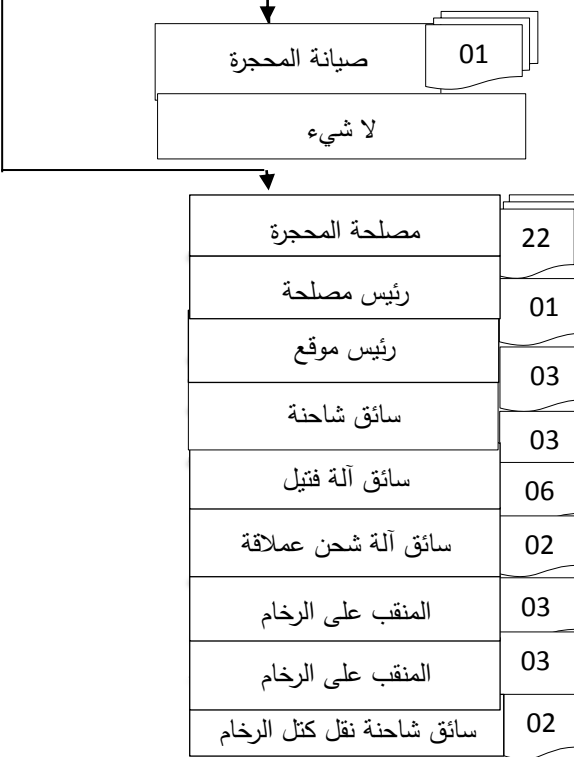 صيانة المحجرة 01
لا شيء
مصلحة المحجرة 22
رئيس مصلحة 01
رئيس موقع 03
سائق شاحنة 03
سائق آلة فتيل 06
سائق آلة شحن عملاقة 02
المنقب على الرخام 03
المنقب على الرخام 03
سائق شاحنة نقل كتل الرخام 02